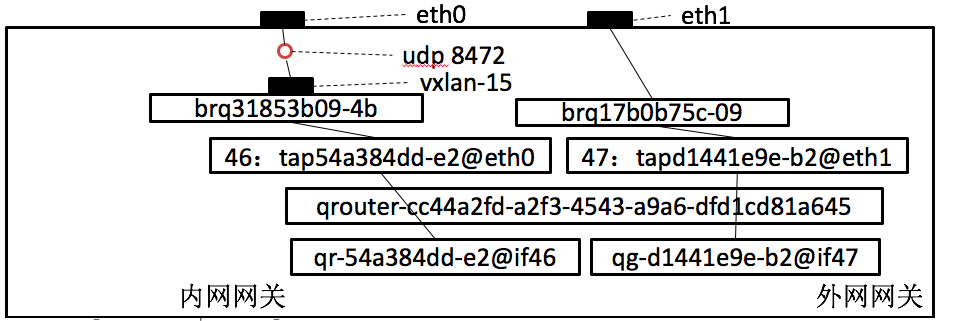 eth0
eth1
udp 8472
vxlan-15
brq31853b09-4b
brq17b0b75c-09
46：tap54a384dd-e2@eth0
47：tapd1441e9e-b2@eth1
qrouter-cc44a2fd-a2f3-4543-a9a6-dfd1cd81a645
qr-54a384dd-e2@if46
qg-d1441e9e-b2@if47
内网网关
外网网关